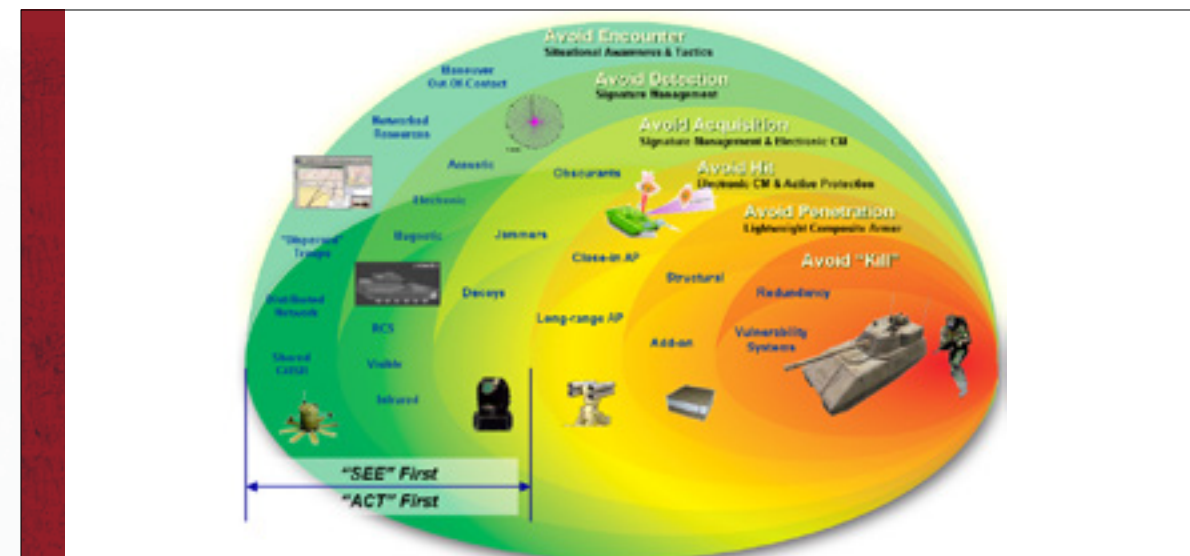 Avoid Encounter
Situational Awareness & Tactics
Maneuver
Out Of Contact
Avoid Detection
Signature Management
Networked
Resources
Avoid Acquisition
Signature Management & Electronic CM
Acoustic
Obscurants
Avoid Hit
Electronic CM & Active Protection
Electronic
Avoid Penetration
Lightweight Composite Armor
"Dispersed"
Troops
Magnetic
Jammers
Close-in AP
Avoid "Kill"
Structural
Decoys
Redundancy
Distributed
Network
Long-range AP
RCS
Add-on
Vulnerability
Systems
Shared
Visible
Infrared
"SEE" First
"ACT" First